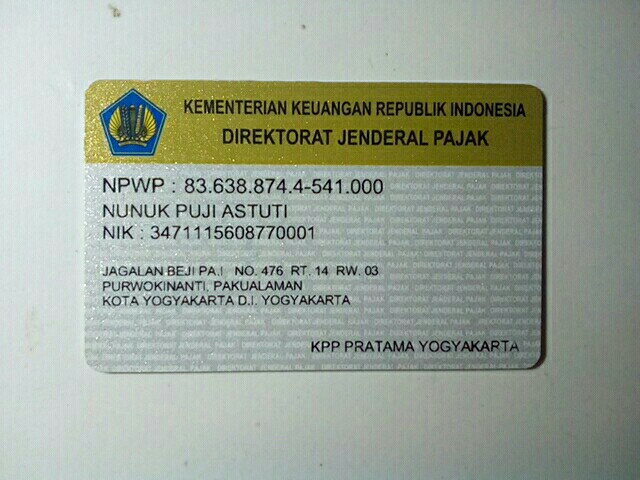 KEMENTERIAN KEUANGAN REPUBLIK INDONESIA
DIREKTORAT JENDERAL PAJAK
NPWP : 83.638.874.4-541.000
NUNUK PUJI ASTUTI
NIK : 3471115608770001
JAGALAN BEJI PA.I NO. 476 RT. 14 RW. 03
PURWOKINANTI, PAKUALAMAN
KOTA YOGYAKARTA D.I. YOGYAKARTA
KPP PRATAMA YOGYAKARTA